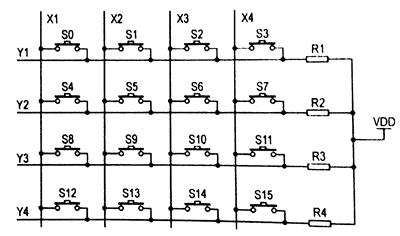 X1 X2 X3 X4
S0 S1 S2 S3
Y1 R1
S4 S5 S6 S7
Y2 R2
VDD
S8 S9 S10 S11
Y3 R3
S12 S13 S14 S15
Y4 R4